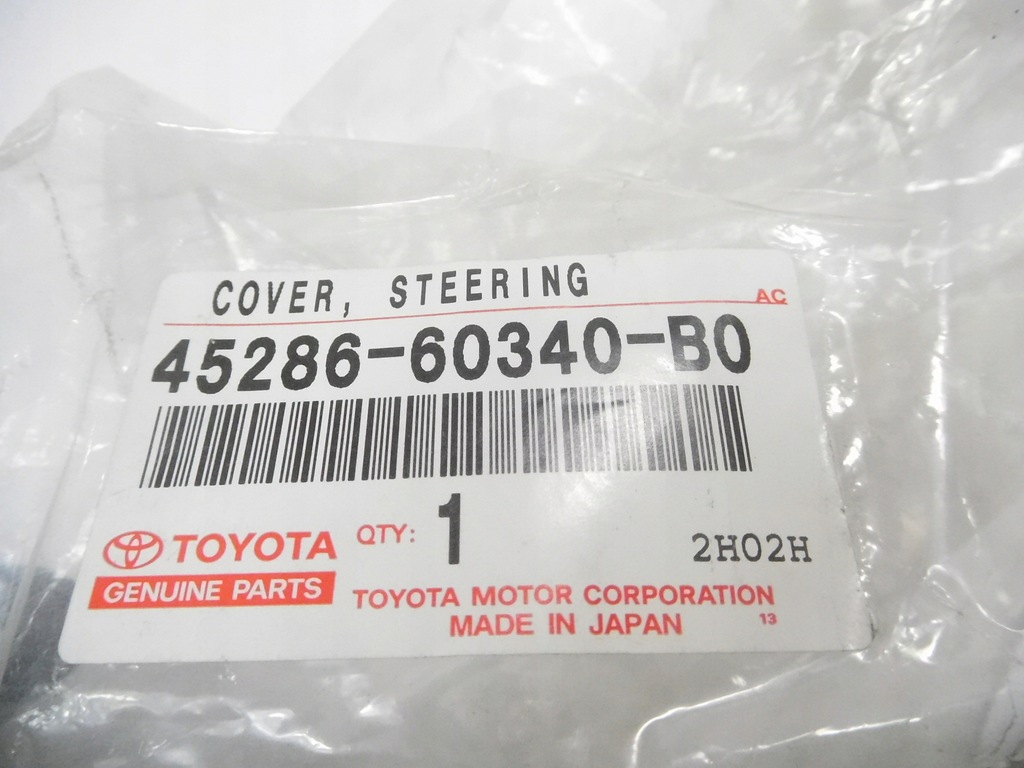 COVER, STEERING
AC
45286-60340-B0
TOYOTA QTY: 1 2H02H
GENUINE PARTS
TOYOTA MOTOR CORPORATION
MADE IN JAPAN 13